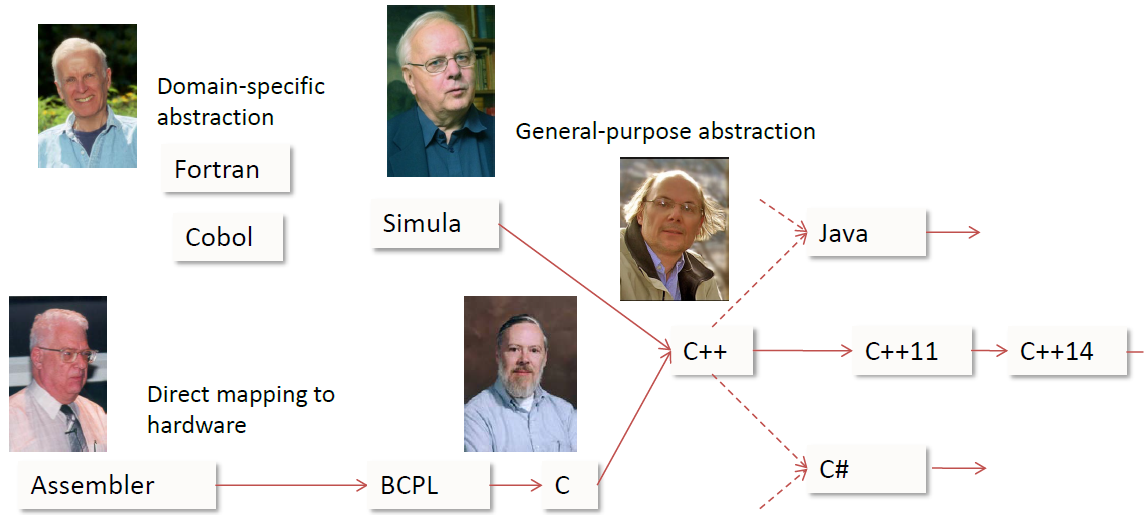 Domain-specific
abstraction
General-purpose abstraction
Fortran
Cobol
Simula
Java
C++
C++11
C++14
Direct mapping to
hardware
Assembler
BCPL
C
C#